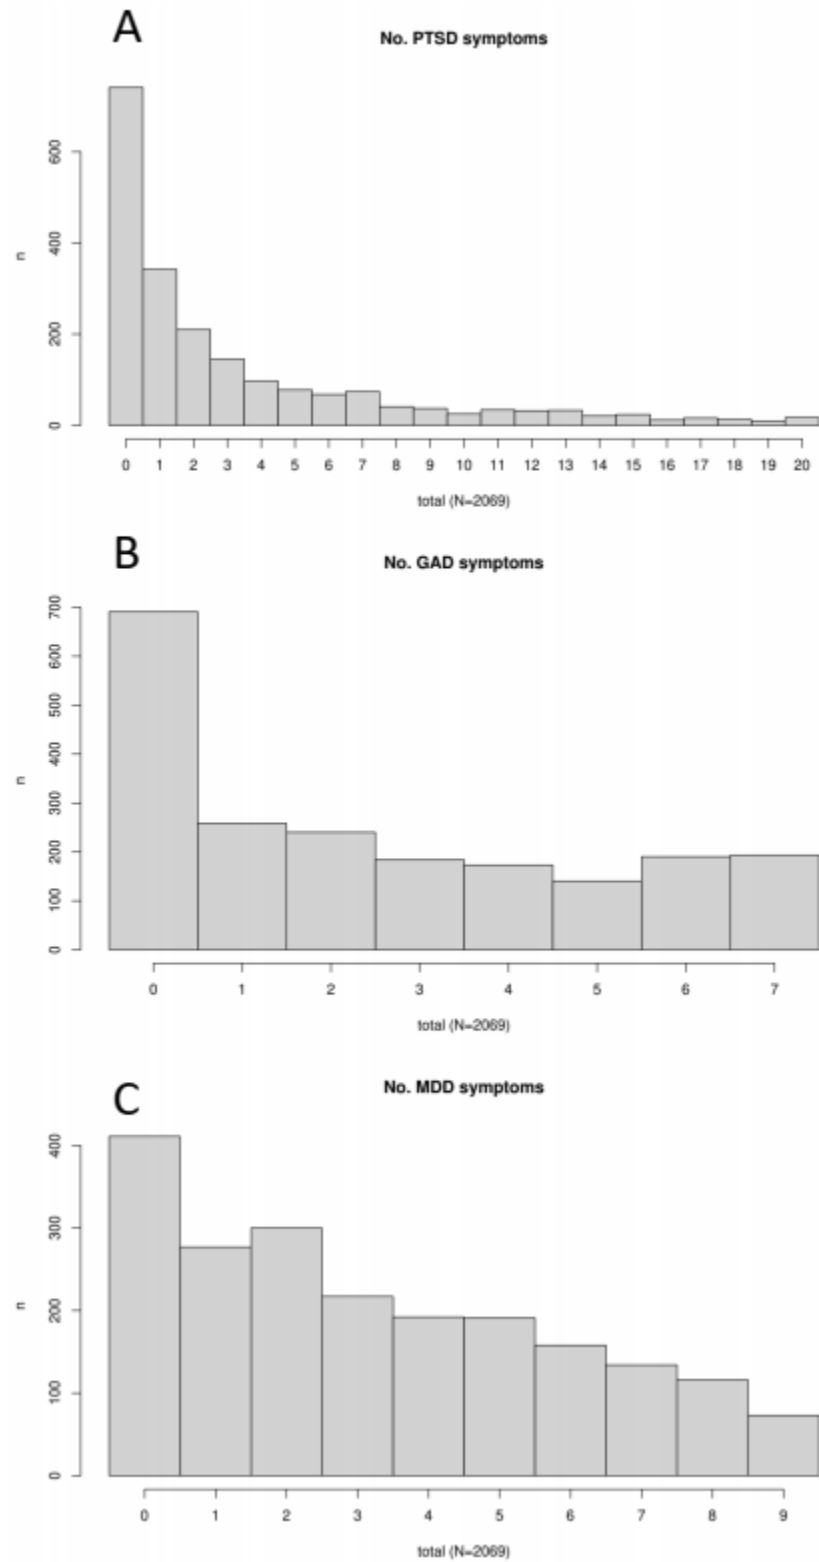 A
No. PTSD symptoms
600
400
200
0
n
0 1 2 3 4 5 6 7 8 9 10 11 12 13 14 15 16 17 18 19 20
total (N=2069)
B
No. GAD symptoms
700
600
500
400
300
200
100
0
n
0 1 2 3 4 5 6 7
total (N=2069)
C
No. MDD symptoms
400
300
200
100
0
n
0 1 2 3 4 5 6 7 8 9
total (N=2069)